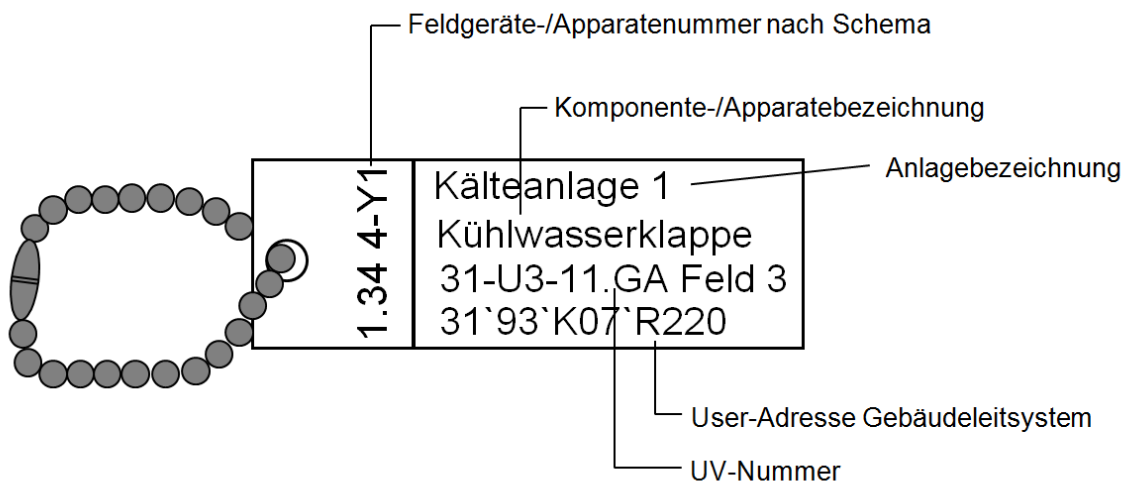 Feldgeräte-/Apparatenummer nach Schema
Komponente-/Apparatebezeichnung
Anlagebezeichnung
1.34 4-Y1
Kälteanlage 1
Kühlwasserklappe
31-U3-11.GA Feld 3
31`93`K07`R220
User-Adresse Gebäudeleitsystem
UV-Nummer